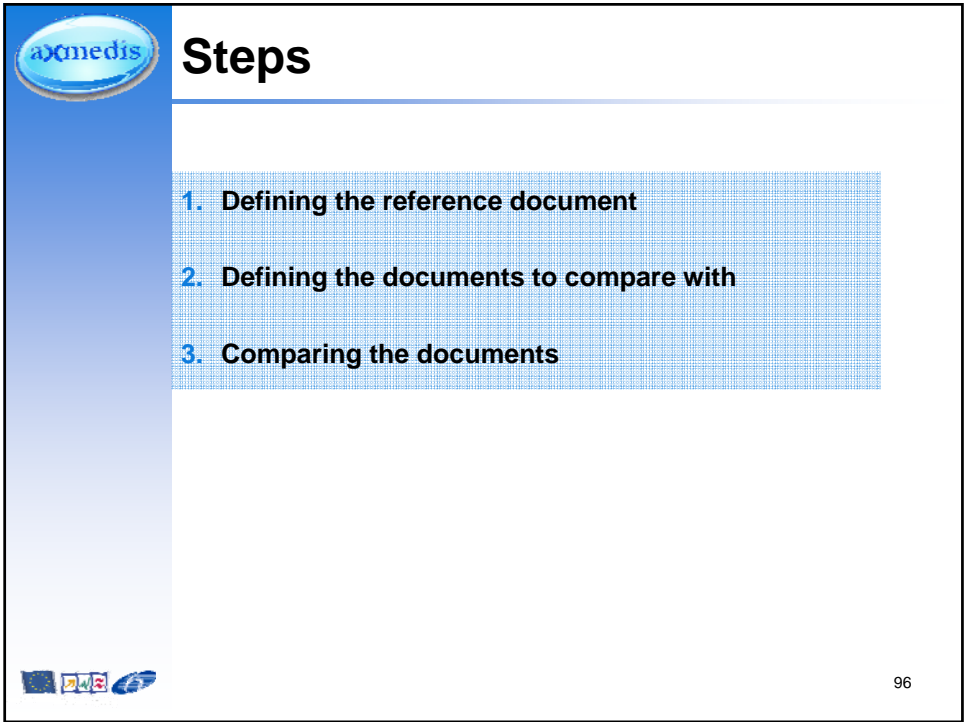 axmedis
Steps
1. Defining the reference document
2. Defining the documents to compare with
3. Comparing the documents
96